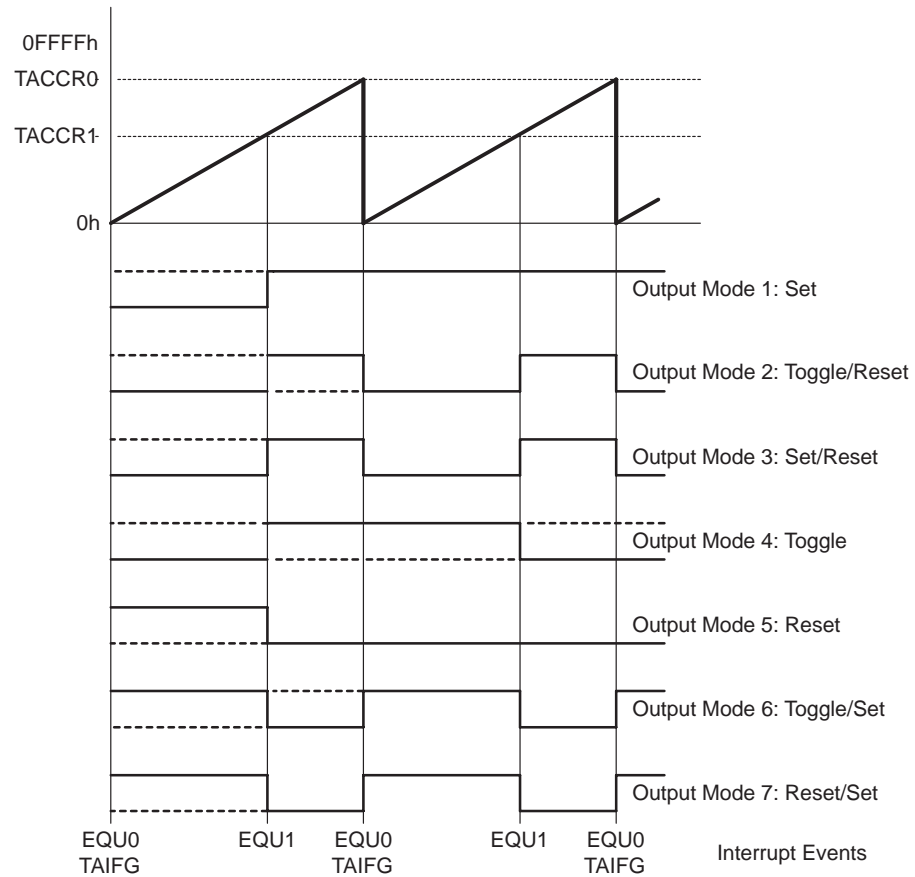 0FFFFh
TACCR0
TACCR1
0h
Output Mode 1: Set
Output Mode 2: Toggle/Reset
Output Mode 3: Set/Reset
Output Mode 4: Toggle
Output Mode 5: Reset
Output Mode 6: Toggle/Set
Output Mode 7: Reset/Set
EQU0 EQU1 EQU0 EQU1 EQU0
TAIFG TAIFG TAIFG
Interrupt Events